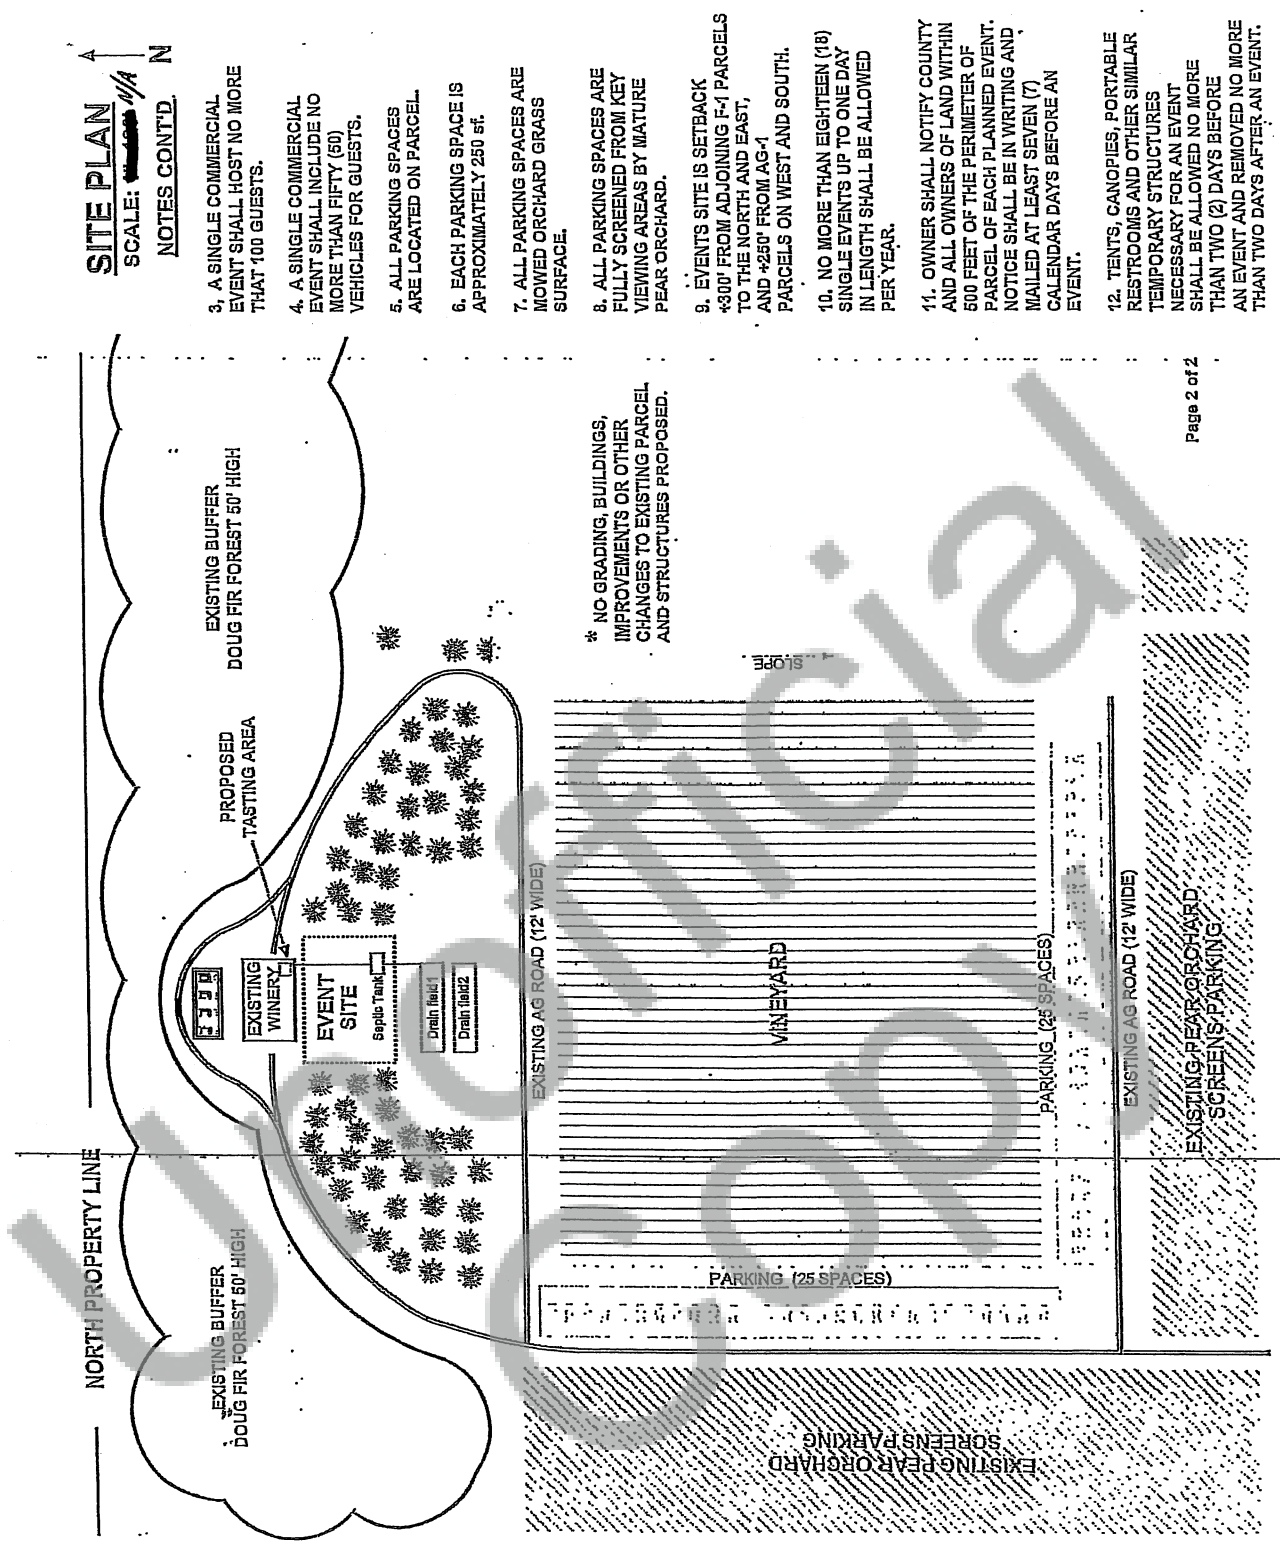 SITE PLAN
SCALE: N/A
N
NOTES CONT'D.
3. A SINGLE COMMERCIAL
EVENT SHALL HOST NO MORE
THAT 100 GUESTS.
4. A SINGLE COMMERCIAL
EVENT SHALL INCLUDE NO
MORE THAN FIFTY (50)
VEHICLES FOR GUESTS.
5. ALL PARKING SPACES
ARE LOCATED ON PARCEL.
6. EACH PARKING SPACE IS
APPROXIMATELY 250 sf.
7. ALL PARKING SPACES ARE
MOWED ORCHARD GRASS
SURFACE.
8. ALL PARKING SPACES ARE
FULLY SCREENED FROM KEY
VIEWING AREAS BY MATURE
PEAR ORCHARD.
9. EVENTS SITE IS SETBACK
+300' FROM ADJOINING F-1 PARCELS
TO THE NORTH AND EAST,
AND +250' FROM AG-1
PARCELS ON WEST AND SOUTH.
10. NO MORE THAN EIGHTEEN (18)
SINGLE EVENTS UP TO ONE DAY
IN LENGTH SHALL BE ALLOWED
PER YEAR.
11. OWNER SHALL NOTIFY COUNTY
AND ALL OWNERS OF LAND WITHIN
500 FEET OF THE PERIMETER OF
PARCEL OF EACH PLANNED EVENT.
NOTICE SHALL BE IN WRITING AND
MAILED AT LEAST SEVEN (7)
CALENDAR DAYS BEFORE AN
EVENT.
12. TENTS, CANOPIES, PORTABLE
RESTROOMS AND OTHER SIMILAR
TEMPORARY STRUCTURES
NECESSARY FOR AN EVENT
SHALL BE ALLOWED NO MORE
THAN TWO (2) DAYS BEFORE
AN EVENT AND REMOVED NO MORE
THAN TWO DAYS AFTER AN EVENT.
NORTH PROPERTY LINE
EXISTING BUFFER
DOUG FIR FOREST 50' HIGH
PROPOSED
TASTING AREA
EXISTING BUFFER
DOUG FIR FOREST 50' HIGH
EXISTING
WINERY
EVENT
SITE
Septic Tank
Drain field1
Drain field2
* NO GRADING, BUILDINGS,
IMPROVEMENTS OR OTHER
CHANGES TO EXISTING PARCEL
AND STRUCTURES PROPOSED.
EXISTING AG ROAD (12' WIDE)
SLOPE
VINEYARD
PARKING (25 SPACES)
PARKING (25 SPACES)
EXISTING AG ROAD (12' WIDE)
EXISTING PEAR ORCHARD
SCREENS PARKING
EXISTING PEAR ORCHARD
SCREENS PARKING
Page 2 of 2
Unofficial
Copy